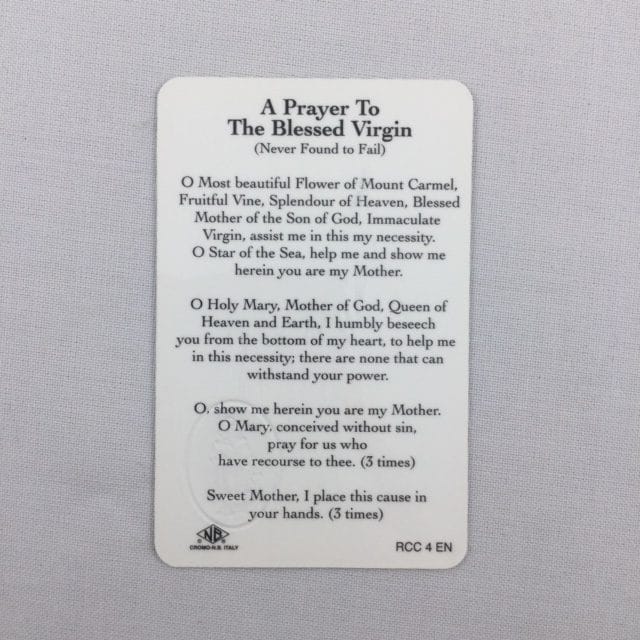 A Prayer To
The Blessed Virgin
(Never Found to Fail)
O Most beautiful Flower of Mount Carmel,
Fruitful Vine, Splendour of Heaven, Blessed
Mother of the Son of God, Immaculate
Virgin, assist me in this my necessity.
O Star of the Sea, help me and show me
herein you are my Mother.
O Holy Mary, Mother of God, Queen of
Heaven and Earth, I humbly beseech
you from the bottom of my heart, to help me
in this necessity; there are none that can
withstand your power.
O, show me herein you are my Mother.
O Mary, conceived without sin,
pray for us who
have recourse to thee. (3 times)
Sweet Mother, I place this cause in
your hands. (3 times)
NB
CROMO-N.B. ITALY
RCC 4 EN